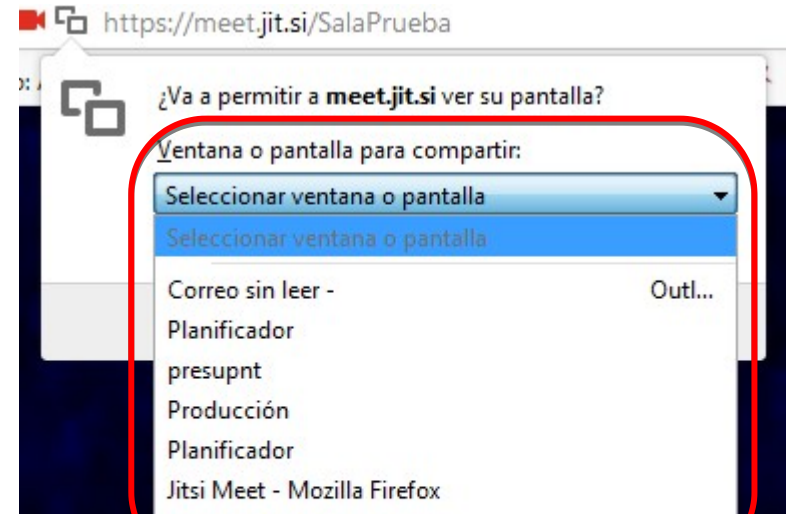 https://meet.jit.si/SalaPrueba
¿Va a permitir a meet.jit.si ver su pantalla?
Ventana o pantalla para compartir:
Seleccionar ventana o pantalla
Seleccionar ventana o pantalla
Correo sin leer - Outl...
Planificador
presupnt
Producción
Planificador
Jitsi Meet - Mozilla Firefox